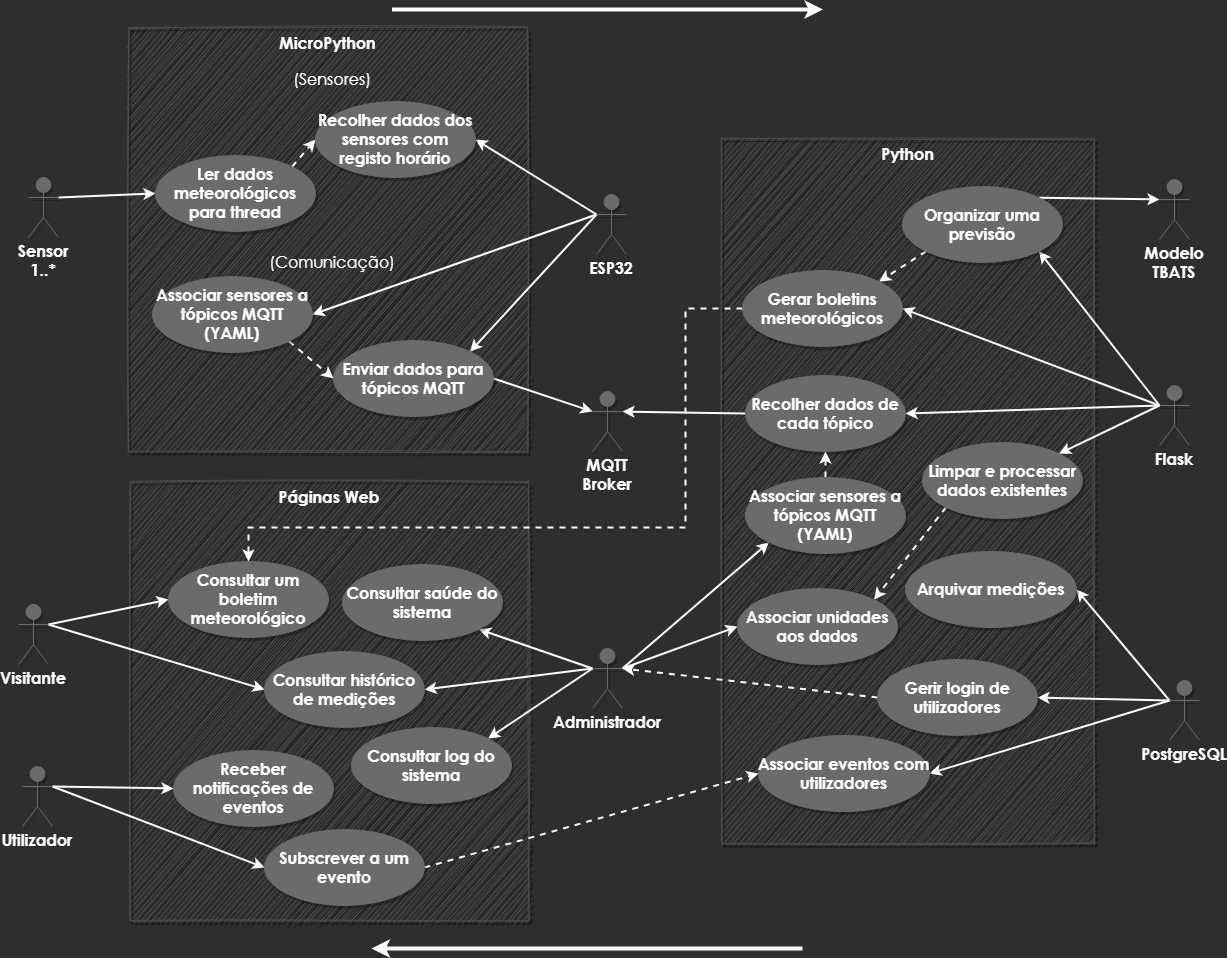 MicroPython
(Sensores)
Recolher dados dos
sensores com
registo horário
Ler dados
meteorológicos
para thread
Sensor
1..*
(Comunicação)
Associar sensores a
tópicos MQTT
(YAML)
Enviar dados para
tópicos MQTT
ESP32
MQTT
Broker
Python
Organizar uma
previsão
Modelo
TBATS
Gerar boletins
meteorológicos
Recolher dados de
cada tópico
Flask
Limpar e processar
dados existentes
Associar sensores a
tópicos MQTT
(YAML)
Arquivar medições
Associar unidades
aos dados
Gerir login de
utilizadores
PostgreSQL
Associar eventos com
utilizadores
Páginas Web
Consultar um
boletim
meteorológico
Consultar saúde do
sistema
Visitante
Consultar histórico
de medições
Administrador
Consultar log do
sistema
Receber
notificações de
eventos
Utilizador
Subscrever a um
evento